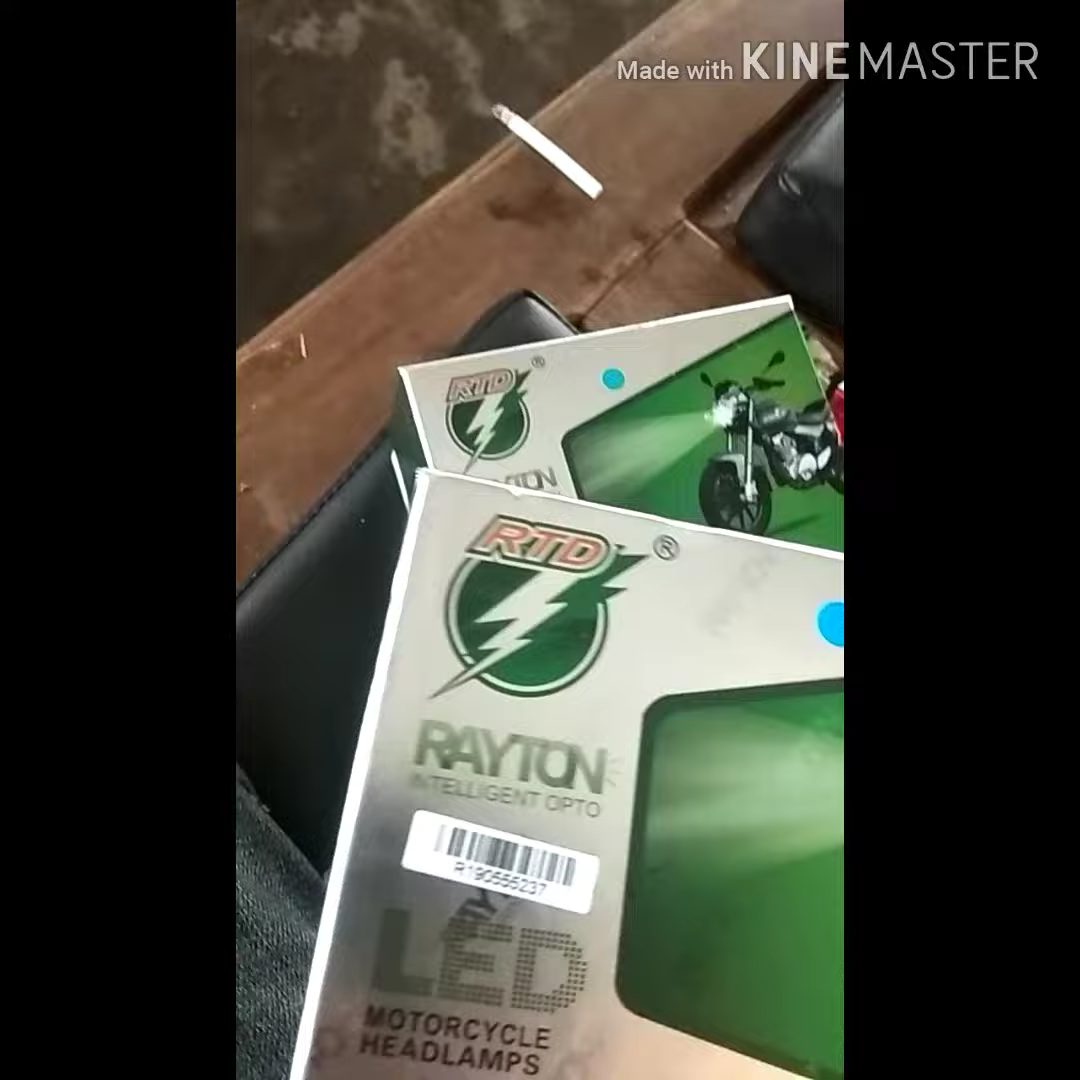 Made with KINEMASTER
RTD
®
RTD
®
RAYTON
INTELLIGENT OPTO
R190555237
LED
MOTORCYCLE
HEADLAMPS